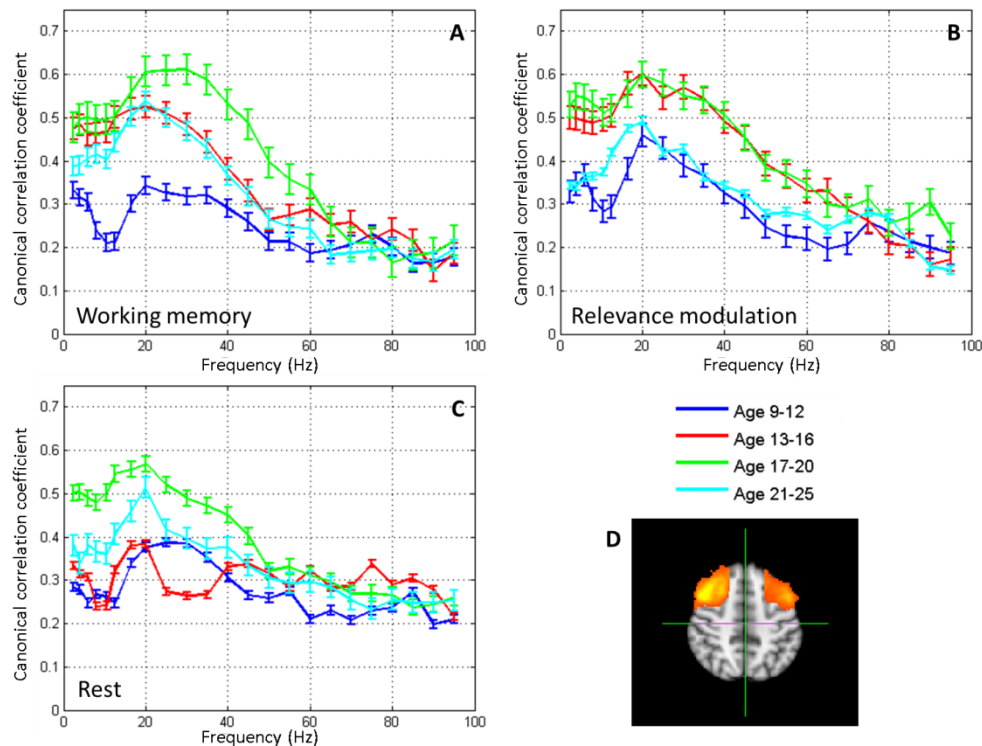 A
0.7
0.6
0.5
0.4
0.3
0.2
0.1
0
0 20 40 60 80 100
Canonical correlation coefficient
Frequency (Hz)
Working memory
B
0.7
0.6
0.5
0.4
0.3
0.2
0.1
0
0 20 40 60 80 100
Canonical correlation coefficient
Frequency (Hz)
Relevance modulation
C
0.7
0.6
0.5
0.4
0.3
0.2
0.1
0
0 20 40 60 80 100
Canonical correlation coefficient
Frequency (Hz)
Rest
Age 9-12
Age 13-16
Age 17-20
Age 21-25
D